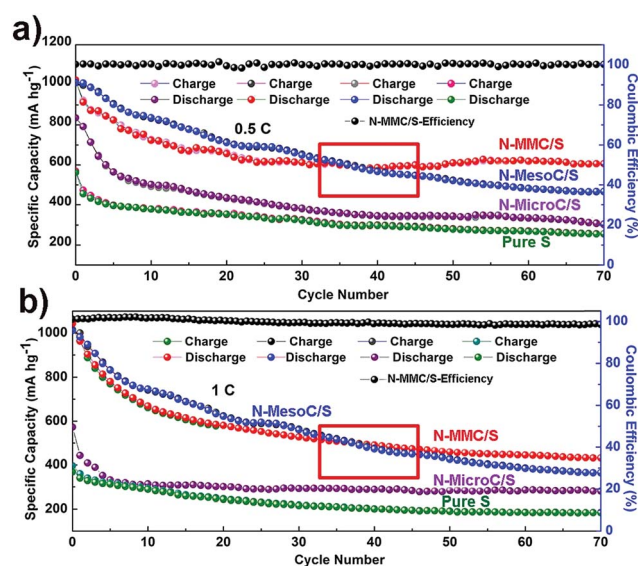 a)
1200
1000
800
600
400
200
Specific Capacity (mA hg⁻¹)
100
80
60
40
20
0
Coulombic Efficiency (%)
Charge Charge Charge Charge
Discharge Discharge Discharge Discharge
N-MMC/S-Efficiency
0.5 C
N-MMC/S
N-MesoC/S
N-MicroC/S
Pure S
0 10 20 30 40 50 60 70
Cycle Number
b)
1000
800
600
400
200
Specific Capacity (mA hg⁻¹)
100
80
60
40
20
0
Coulombic Efficiency (%)
Charge Charge Charge Charge
Discharge Discharge Discharge Discharge
N-MMC/S-Efficiency
1 C
N-MesoC/S
N-MMC/S
N-MicroC/S
Pure S
0 10 20 30 40 50 60 70
Cycle Number